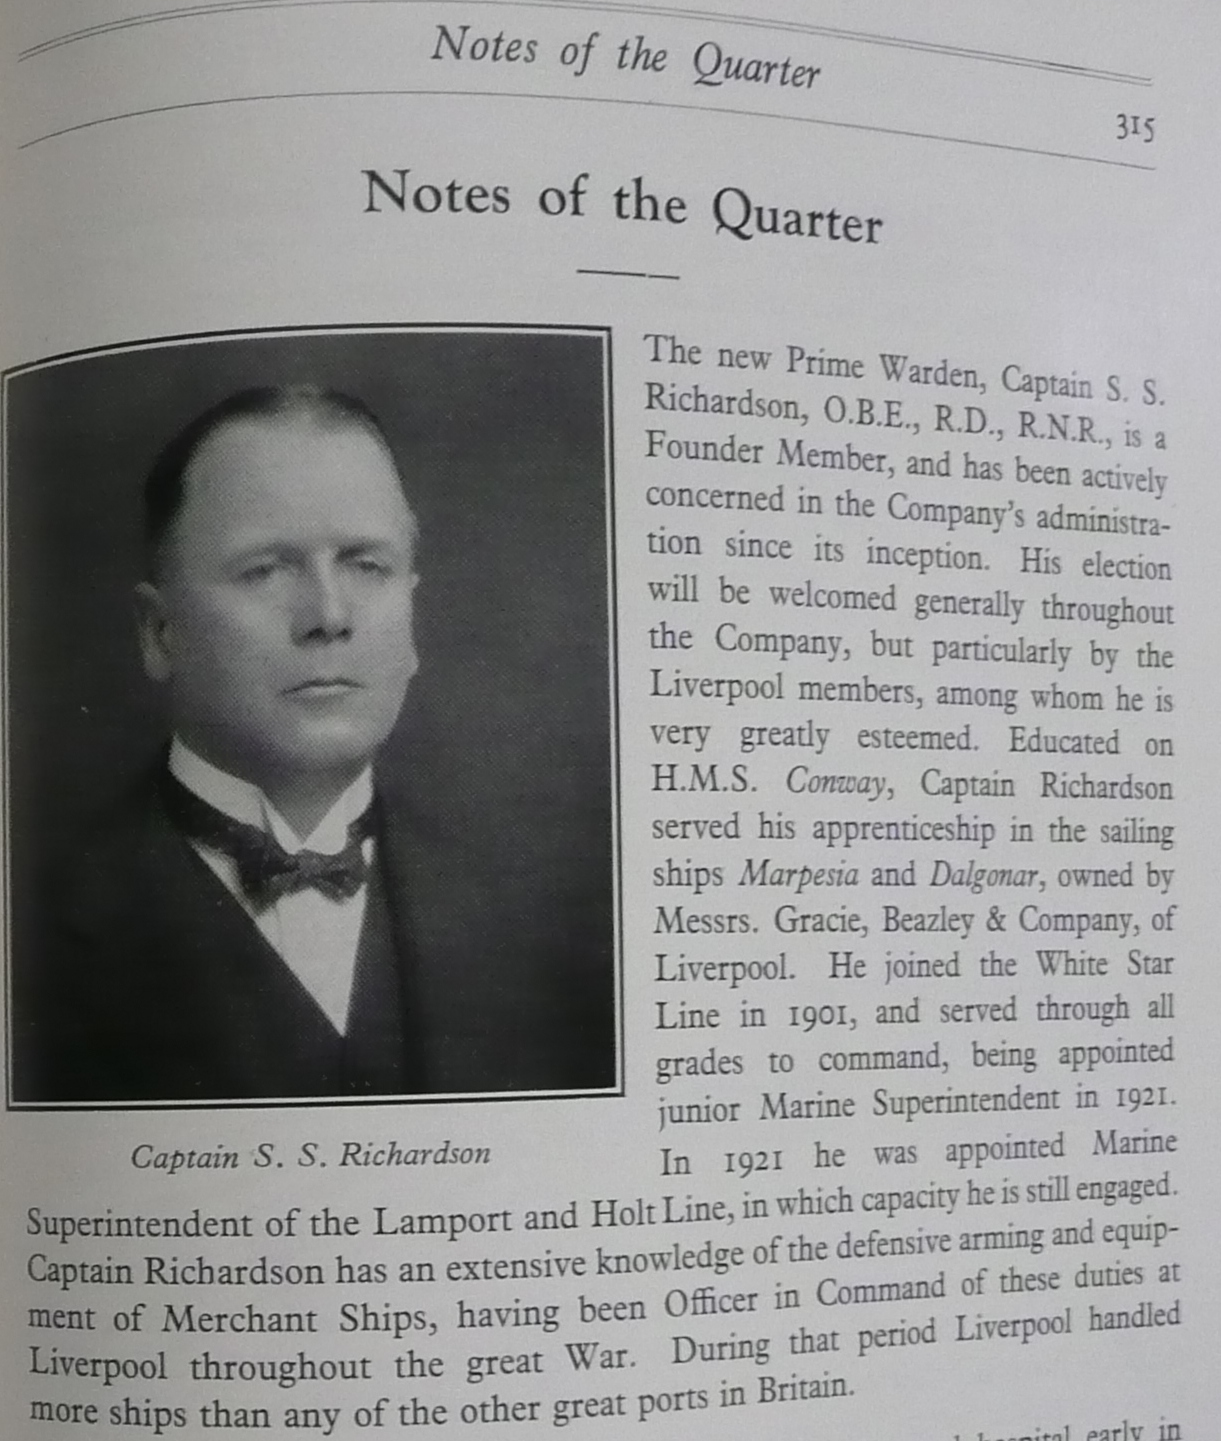 Notes of the Quarter
315
Notes of the Quarter
The new Prime Warden, Captain S. S.
Richardson, O.B.E., R.D., R.N.R., is a
Founder Member, and has been actively
concerned in the Company's administra-
tion since its inception. His election
will be welcomed generally throughout
the Company, but particularly by the
Liverpool members, among whom he is
very greatly esteemed. Educated on
H.M.S. Conway, Captain Richardson
served his apprenticeship in the sailing
ships Marpesia and Dalgonar, owned by
Messrs. Gracie, Beazley & Company, of
Liverpool. He joined the White Star
Line in 1901, and served through all
grades to command, being appointed
junior Marine Superintendent in 1921.
In 1921 he was appointed Marine
Captain S. S. Richardson
Superintendent of the Lamport and Holt Line, in which capacity he is still engaged.
Captain Richardson has an extensive knowledge of the defensive arming and equip-
ment of Merchant Ships, having been Officer in Command of these duties at
Liverpool throughout the great War. During that period Liverpool handled
more ships than any of the other great ports in Britain.
early in